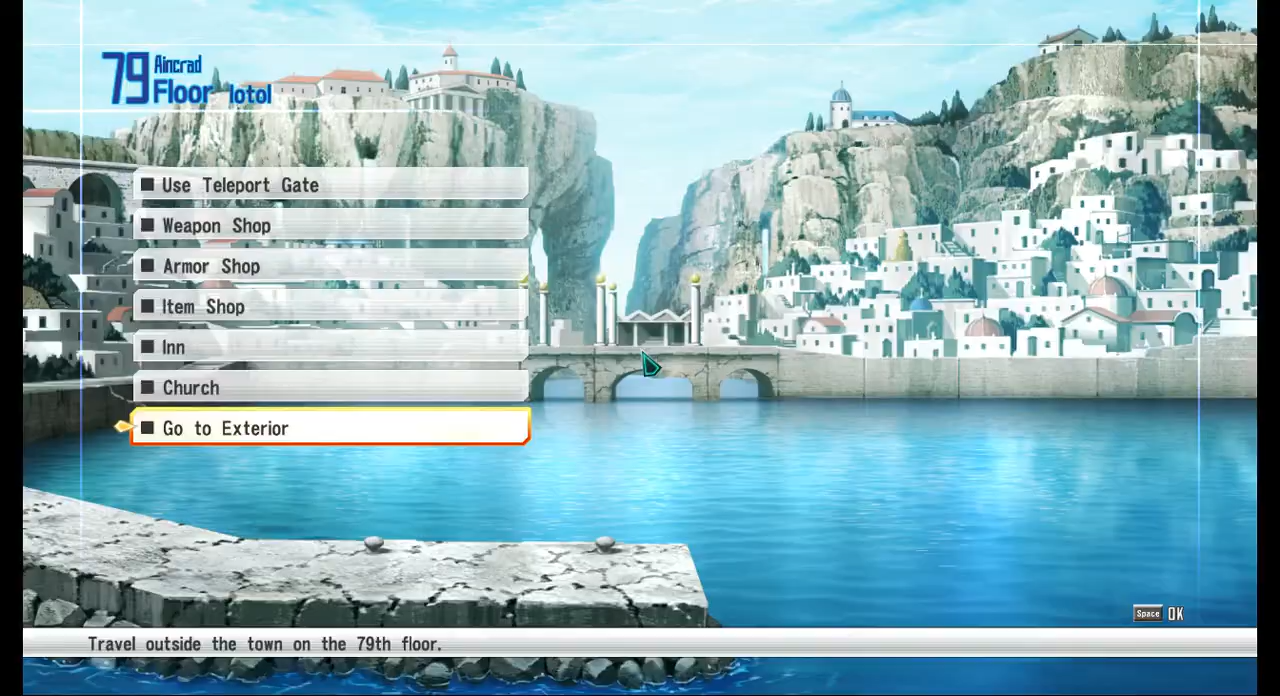 79 Aincrad
Floor Iotol
Use Teleport Gate
Weapon Shop
Armor Shop
Item Shop
Inn
Church
Go to Exterior
Space OK
Travel outside the town on the 79th floor.